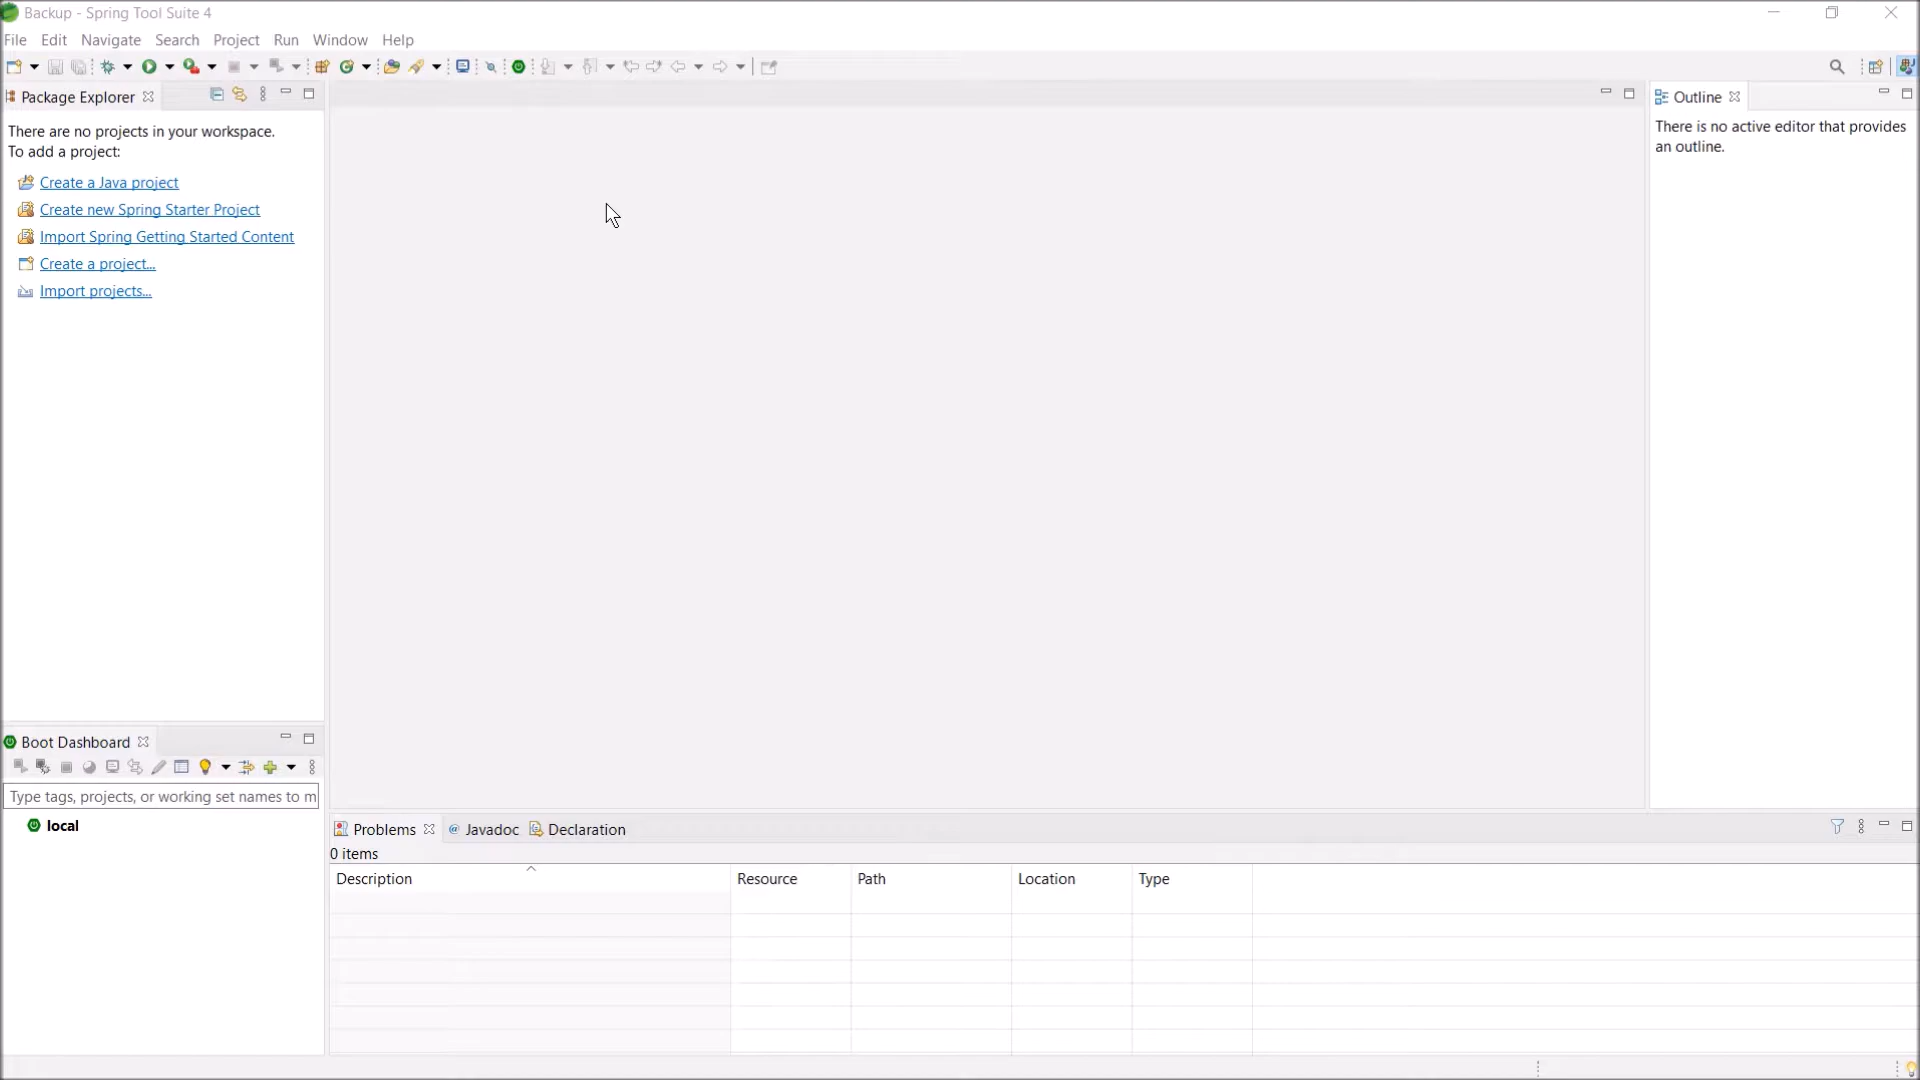 Backup - Spring Tool Suite 4
File Edit Navigate Search Project Run Window Help
Package Explorer
There are no projects in your workspace.
To add a project:
Create a Java project
Create new Spring Starter Project
Import Spring Getting Started Content
Create a project...
Import projects...
Outline
There is no active editor that provides
an outline.
Boot Dashboard
Type tags, projects, or working set names to m
local
Problems @ Javadoc Declaration
0 items
Description Resource Path Location Type